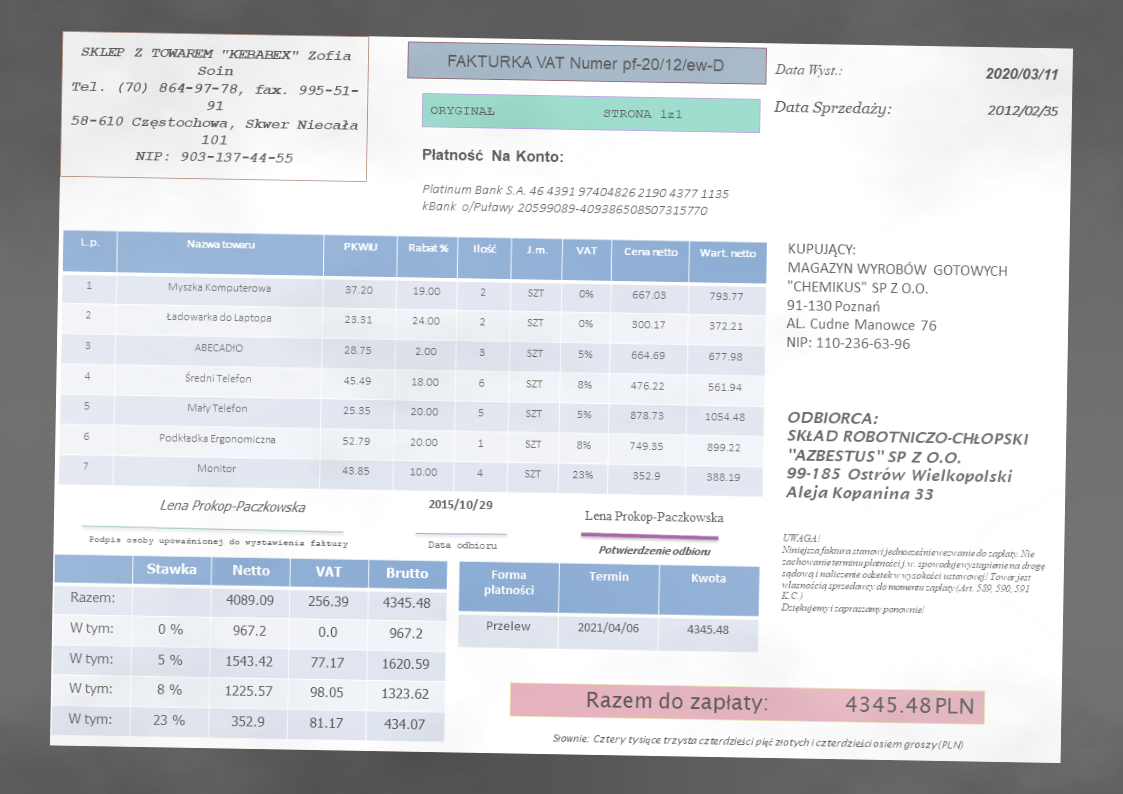 SKLEP Z TOWAREM "KEBABEX" Zofia
Soin
Tel. (70) 864-97-78, fax. 995-51-
91
58-610 Częstochowa, Skwer Niecała
101
NIP: 903-137-44-55
FAKTURKA VAT Numer pf-20/12/ew-D
ORYGINAŁ STRONA 1z1
Data Wyst.: 2020/03/11
Data Sprzedaży: 2012/02/35
Płatność Na Konto:
Platinum Bank S.A. 46 4391 97404826 2190 4377 1135
kBank o/Puławy 20599089-409386508507315770
L.p. Nazwa towaru PKWiU Rabat % Ilość J.m. VAT Cena netto Wart. netto
1 Myszka Komputerowa 37.20 19.00 2 SZT 0% 667.03 793.77
2 Ładowarka do Laptopa 23.31 24.00 2 SZT 0% 300.17 372.21
3 ABECADŁO 28.75 2.00 3 SZT 5% 664.69 677.98
4 Średni Telefon 45.49 18.00 6 SZT 8% 476.22 561.94
5 Mały Telefon 25.35 20.00 5 SZT 5% 878.73 1054.48
6 Podkładka Ergonomiczna 52.79 20.00 1 SZT 8% 749.35 899.22
7 Monitor 43.85 10.00 4 SZT 23% 352.9 388.19
KUPUJĄCY:
MAGAZYN WYROBÓW GOTOWYCH
"CHEMIKUS" SP Z O.O.
91-130 Poznań
AL. Cudne Manowce 76
NIP: 110-236-63-96
ODBIORCA:
SKŁAD ROBOTNICZO-CHŁOPSKI
"AZBESTUS" SP Z O.O.
99-185 Ostrów Wielkopolski
Aleja Kopanina 33
Lena Prokop-Paczkowska
Podpis osoby upoważnionej do wystawienia faktury
2015/10/29
Data odbioru
Lena Prokop-Paczkowska
Potwierdzenie odbioru
UWAGA!
Niniejsza faktura stanowi jednocześnie wezwanie do zapłaty. Nie
zachowanie terminu płatności j.w. spowoduje wystąpienie na drogę
sądową i naliczenie odsetek w wysokości ustawowej! Towar jest
własnością sprzedawcy do momentu zapłaty (Art. 589, 590, 591
K.C.)
Dziękujemy i zapraszamy ponownie!
Stawka Netto VAT Brutto
Razem: 4089.09 256.39 4345.48
W tym: 0 % 967.2 0.0 967.2
W tym: 5 % 1543.42 77.17 1620.59
W tym: 8 % 1225.57 98.05 1323.62
W tym: 23 % 352.9 81.17 434.07
Forma
płatności Termin Kwota
Przelew 2021/04/06 4345.48
Razem do zapłaty: 4345.48 PLN
Słownie: Cztery tysiące trzysta czterdzieści pięć złotych i czterdzieści osiem groszy (PLN)